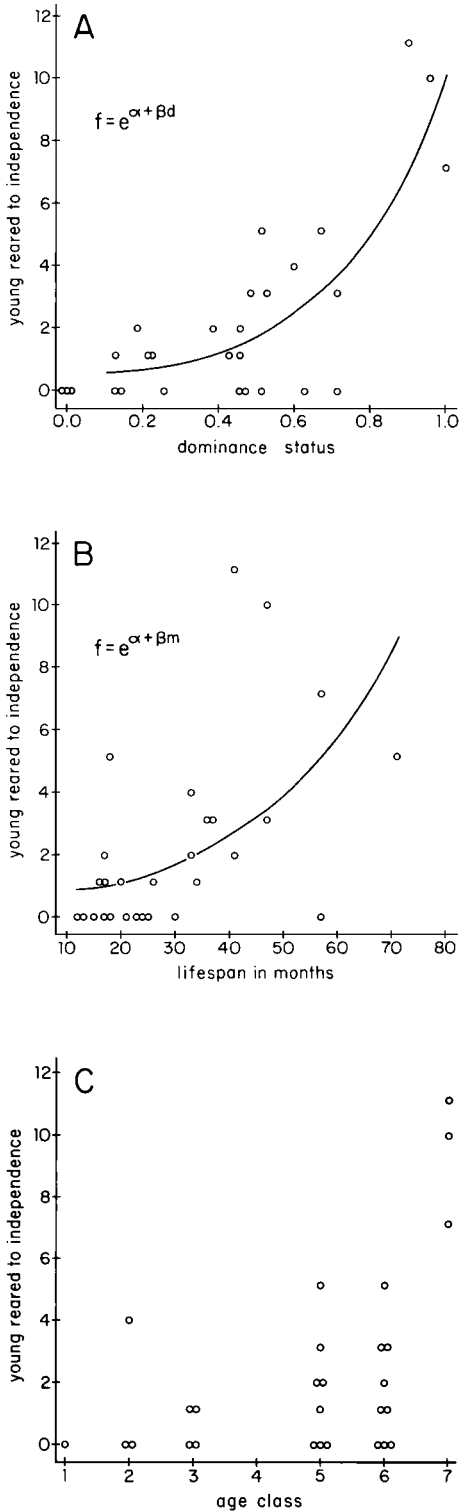 A
young reared to independence
12
10
8
6
4
2
0
f = e^α + βd
0.0 0.2 0.4 0.6 0.8 1.0
dominance status
B
young reared to independence
12
10
8
6
4
2
0
f = e^α + βm
10 20 30 40 50 60 70 80
lifespan in months
C
young reared to independence
12
10
8
6
4
2
0
1 2 3 4 5 6 7
age class